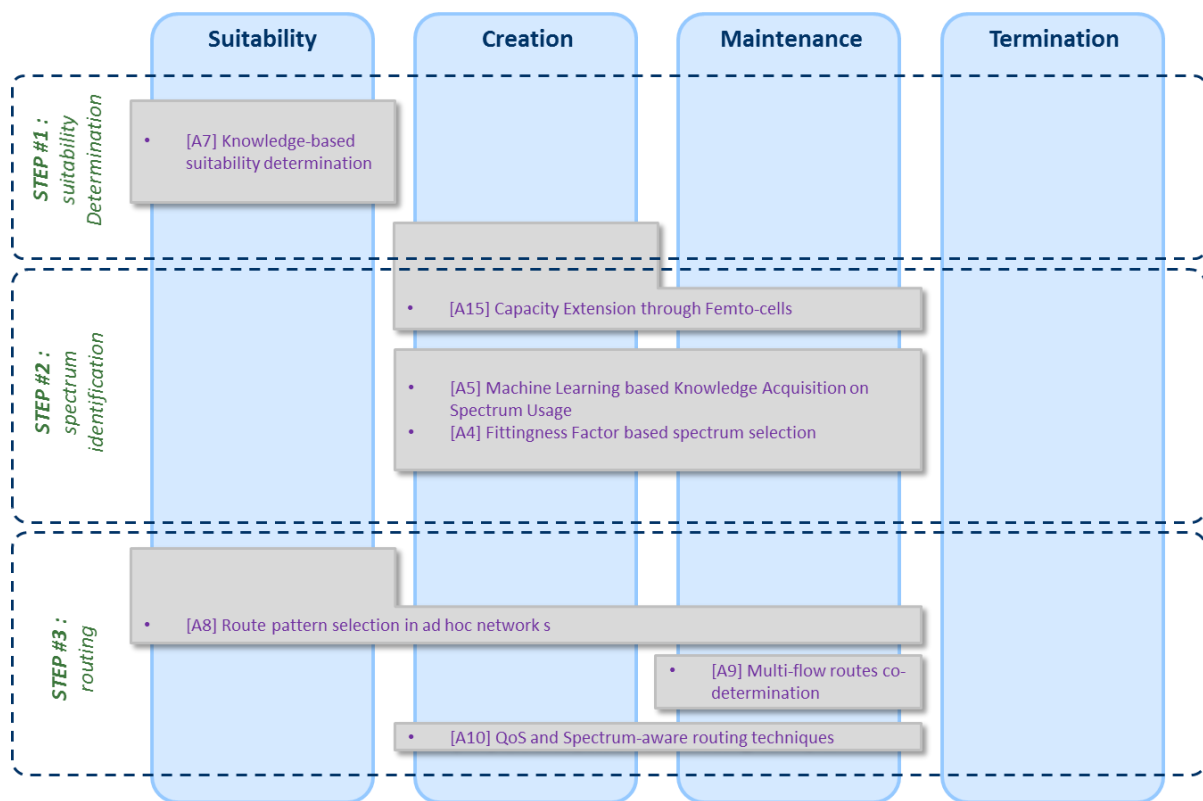 Suitability
Creation
Maintenance
Termination
STEP #1 :
suitability
Determination
• [A7] Knowledge-based
suitability determination
STEP #2 :
spectrum
identification
• [A15] Capacity Extension through Femto-cells
• [A5] Machine Learning based Knowledge Acquisition on
Spectrum Usage
• [A4] Fittingness Factor based spectrum selection
STEP #3 :
routing
• [A8] Route pattern selection in ad hoc network s
• [A9] Multi-flow routes co-
determination
• [A10] QoS and Spectrum-aware routing techniques